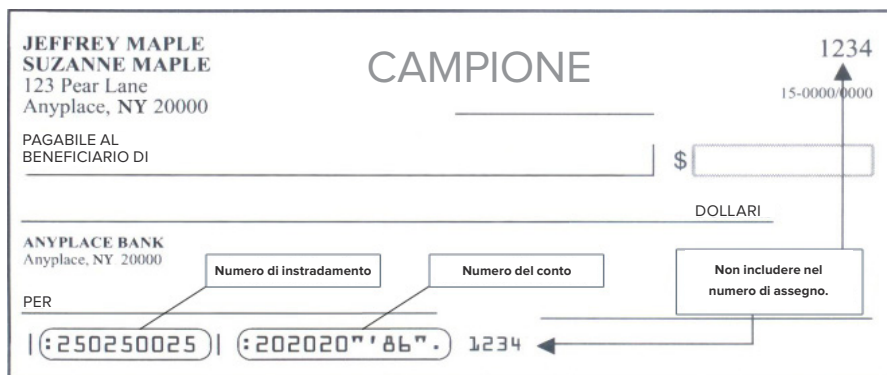 JEFFREY MAPLE
SUZANNE MAPLE
123 Pear Lane
Anyplace, NY 20000
CAMPIONE
1234
15-0000/0000
PAGABILE AL
BENEFICIARIO DI
$
DOLLARI
ANYPLACE BANK
Anyplace, NY 20000
Numero di instradamento
Numero del conto
Non includere nel
numero di assegno.
PER
|:250250025| :202020"'86". 1234